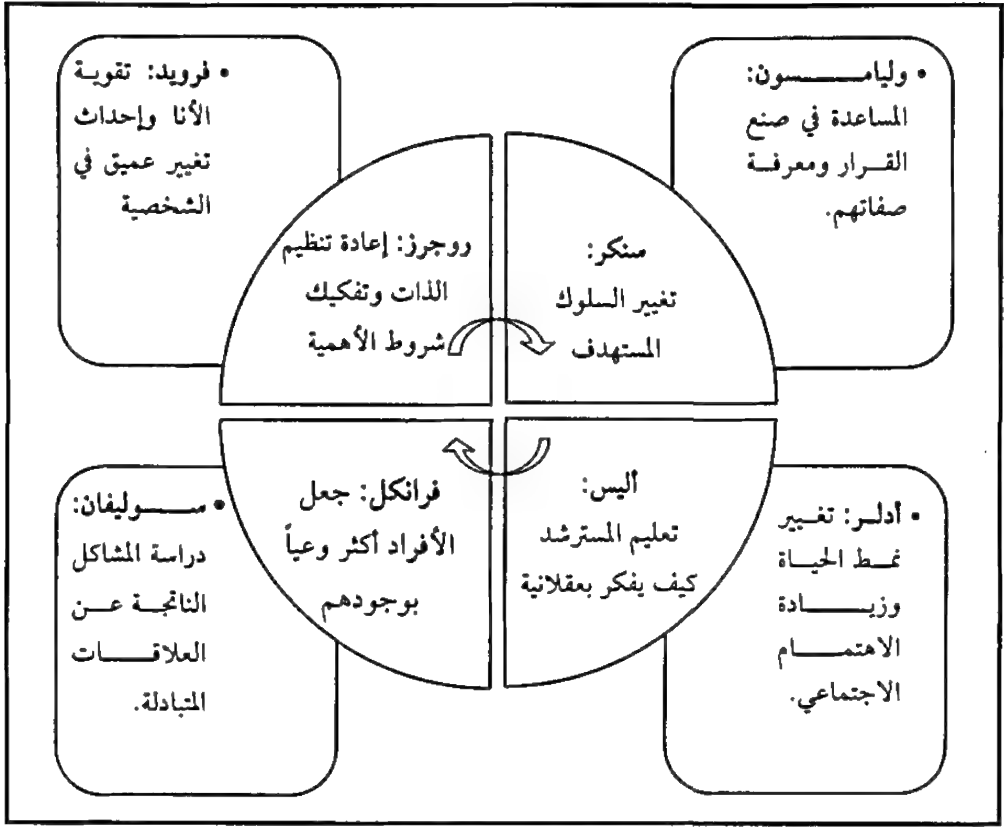 • وليامسون:
المساعدة في صنع
القرار ومعرفة
صفاتهم.
• فرويد: تقوية
الأنا وإحداث
تغيير عميق في
الشخصية
سنكر:
تغيير السلوك
المستهدف
روجرز: إعادة تنظيم
الذات وتفكيك
شروط الأهمية
أليس:
تعليم المسترشد
كيف يفكر بعقلانية
فرانكل: جعل
الأفراد أكثر وعياً
بوجودهم
• أدلر: تغيير
نمط الحياة
وزيادة
الاهتمام
الاجتماعي.
• سوليفان:
دراسة المشاكل
الناتجة عن
العلاقات
المتبادلة.